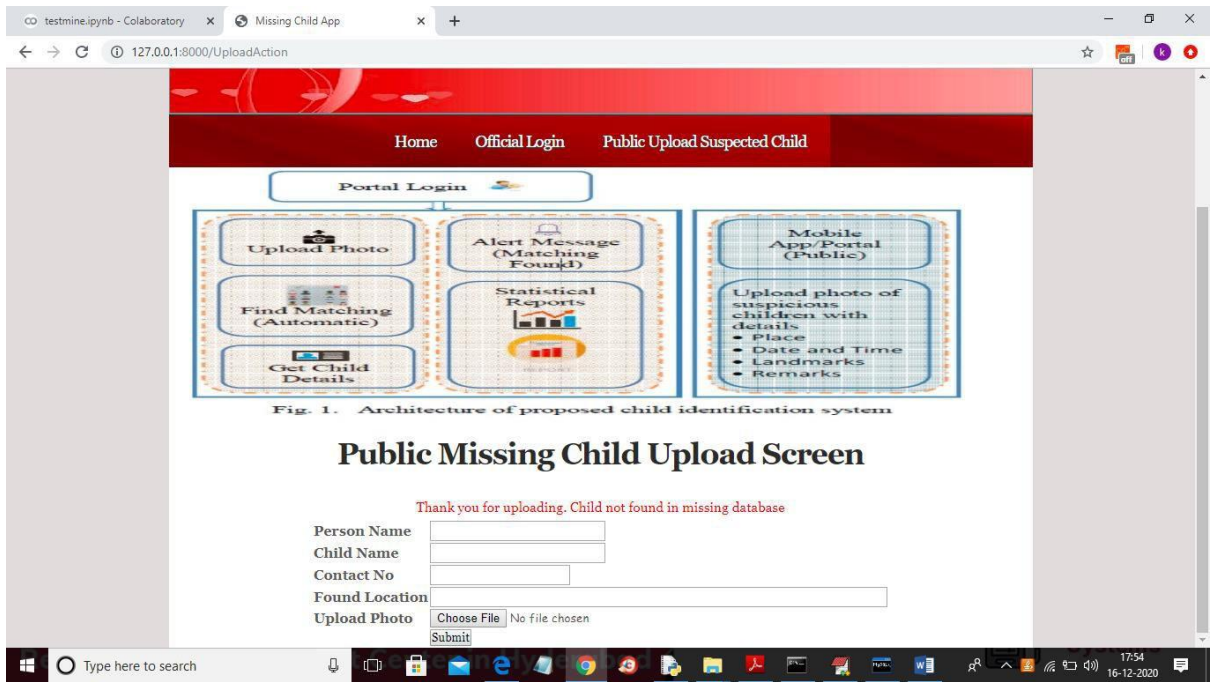 testmine.ipynb - Colaboratory
Missing Child App
127.0.0.1:8000/UploadAction
off
k
Home Official Login Public Upload Suspected Child
Portal Login
Upload Photo
Find Matching
(Automatic)
Get Child
Details
Alert Message
(Matching
Found)
Statistical
Reports
Mobile
App/Portal
(Public)
Upload photo of
suspicious
children with
details
• Place
• Date and Time
• Landmarks
• Remarks
Fig. 1. Architecture of proposed child identification system
Public Missing Child Upload Screen
Thank you for uploading. Child not found in missing database
Person Name
Child Name
Contact No
Found Location
Upload Photo Choose File No file chosen
Submit
Type here to search
17:54
16-12-2020